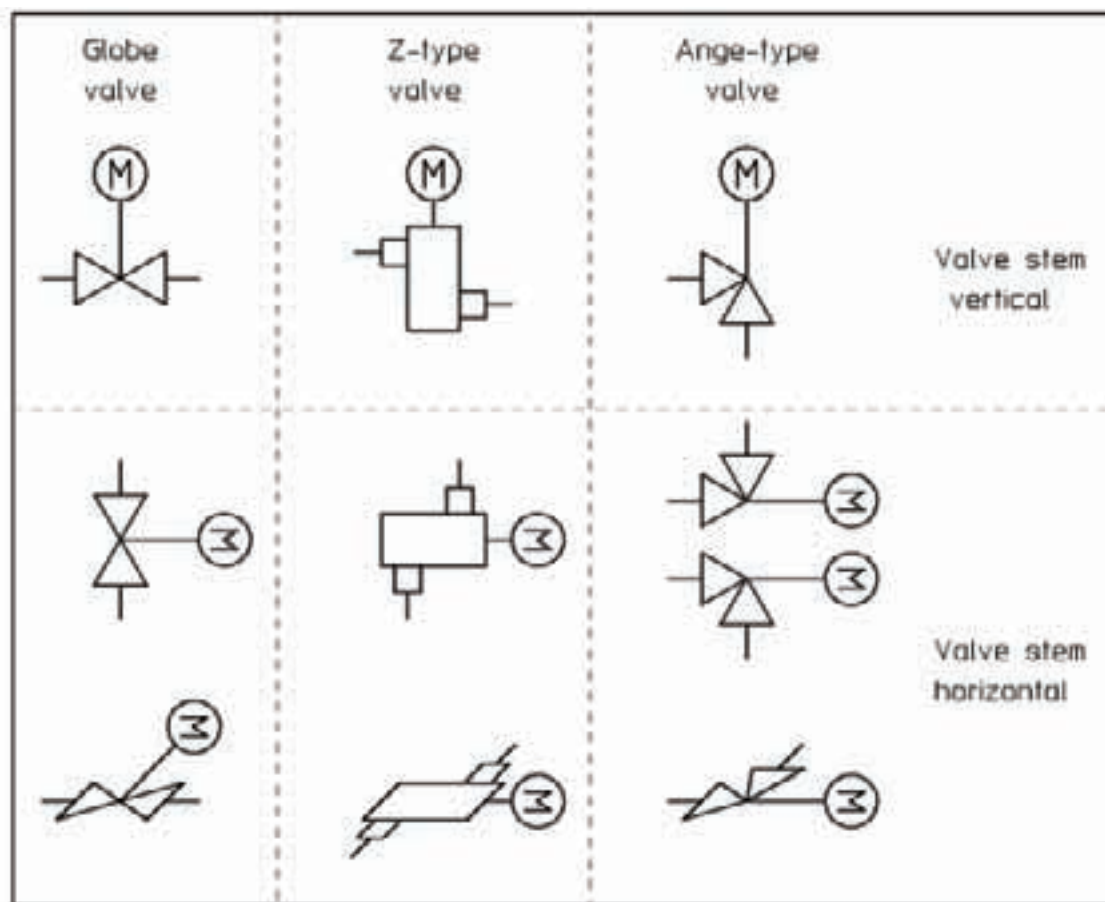 Globe
valve
Z-type
valve
Ange-type
valve
M
M
M
Valve stem
vertical
M
M
M
M
Valve stem
horizontal
M
M
M